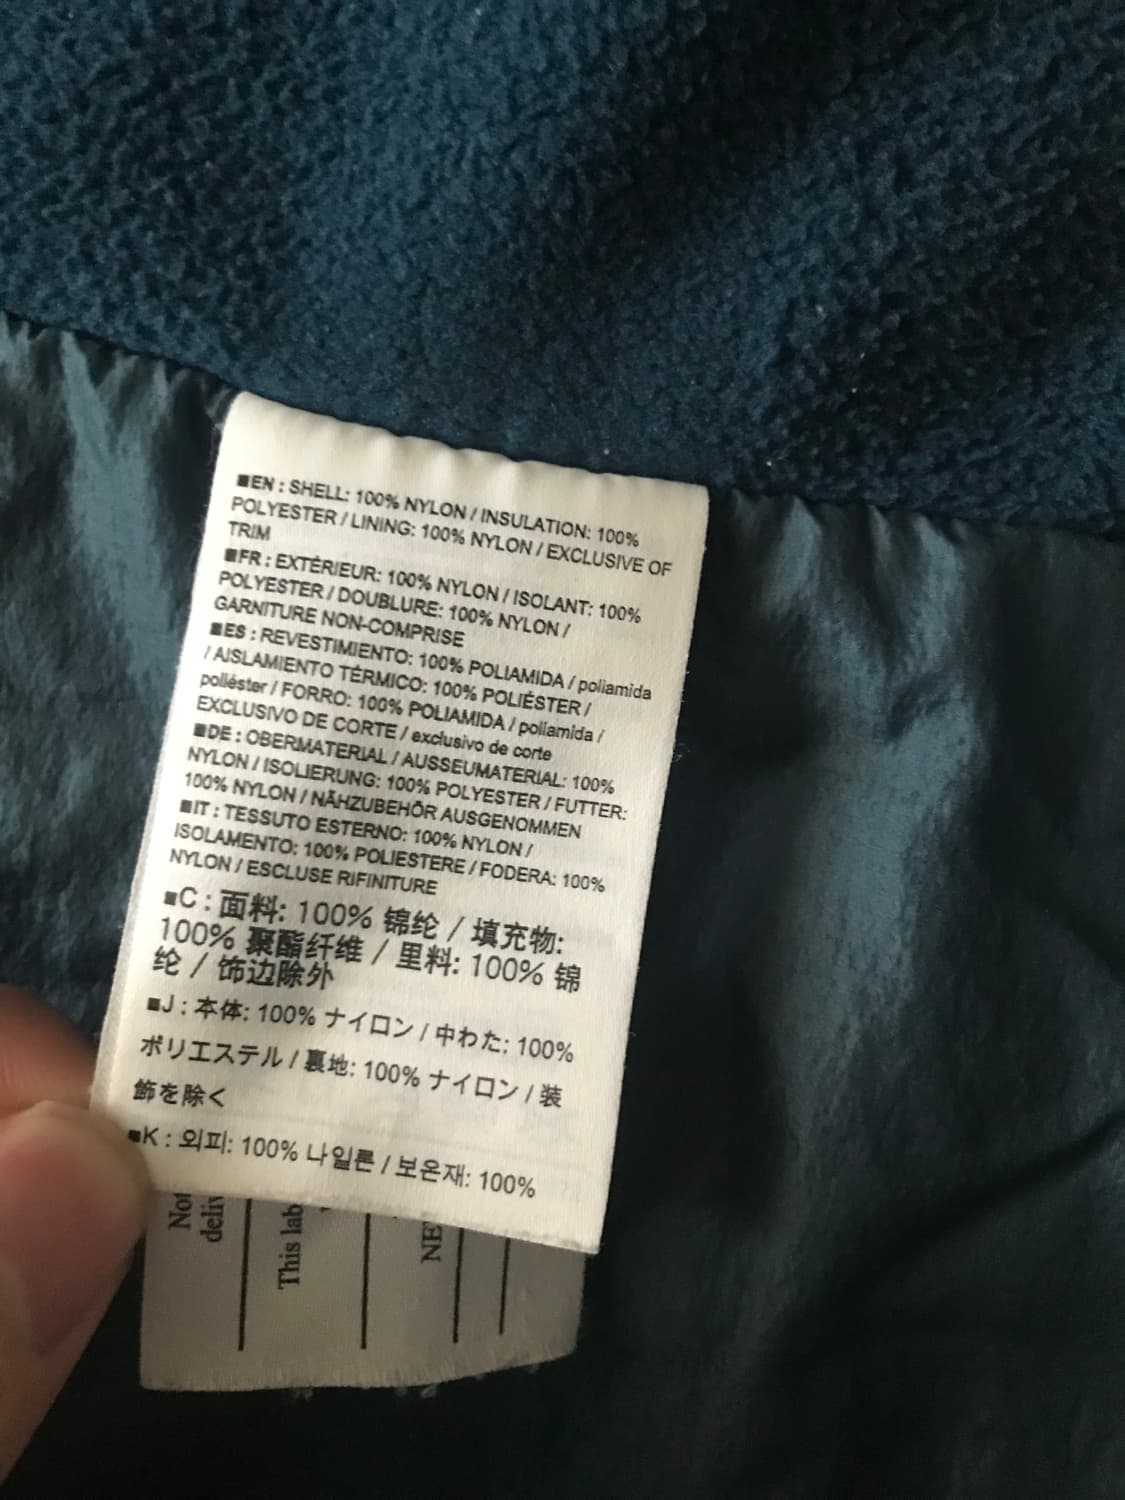 ■EN : SHELL: 100% NYLON / INSULATION: 100%
POLYESTER / LINING: 100% NYLON / EXCLUSIVE OF
TRIM
■FR : EXTÉRIEUR: 100% NYLON / ISOLANT: 100%
POLYESTER / DOUBLURE: 100% NYLON /
GARNITURE NON-COMPRISE
■ES : REVESTIMIENTO: 100% POLIAMIDA / poliamida
/ AISLAMIENTO TÉRMICO: 100% POLIÉSTER /
poliéster / FORRO: 100% POLIAMIDA / poliamida /
EXCLUSIVO DE CORTE / exclusivo de corte
■DE : OBERMATERIAL / AUSSEUMATERIAL: 100%
NYLON / ISOLIERUNG: 100% POLYESTER / FUTTER:
100% NYLON / NÄHZUBEHÖR AUSGENOMMEN
■IT : TESSUTO ESTERNO: 100% NYLON /
ISOLAMENTO: 100% POLIESTERE / FODERA: 100%
NYLON / ESCLUSE RIFINITURE
■C : 面料: 100% 锦纶 / 填充物:
100% 聚酯纤维 / 里料: 100% 锦
纶 / 饰边除外
■J : 本体: 100% ナイロン / 中わた: 100%
ポリエステル / 裏地: 100% ナイロン / 装
飾を除く
■K : 외피: 100% 나일론 / 보온재: 100%
Not
deliv
This lab
NE